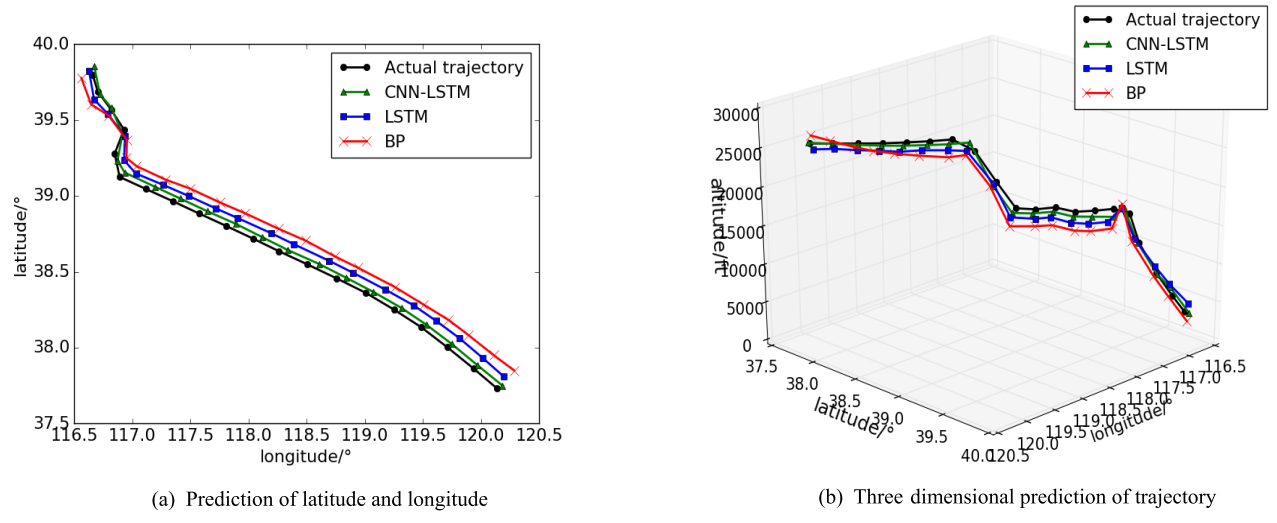 40.0
39.5
39.0
38.5
38.0
37.5
latitude/°
116.5 117.0 117.5 118.0 118.5 119.0 119.5 120.0 120.5
longitude/°
Actual trajectory
CNN-LSTM
LSTM
BP
(a) Prediction of latitude and longitude
Actual trajectory
CNN-LSTM
LSTM
BP
30000
25000
20000
15000
10000
5000
0
altitude/ft
37.5
38.0
38.5
39.0
39.5
40.0
latitude/°
120.5
120.0
119.5
119.0
118.5
118.0
117.5
117.0
116.5
longitude/°
(b) Three dimensional prediction of trajectory